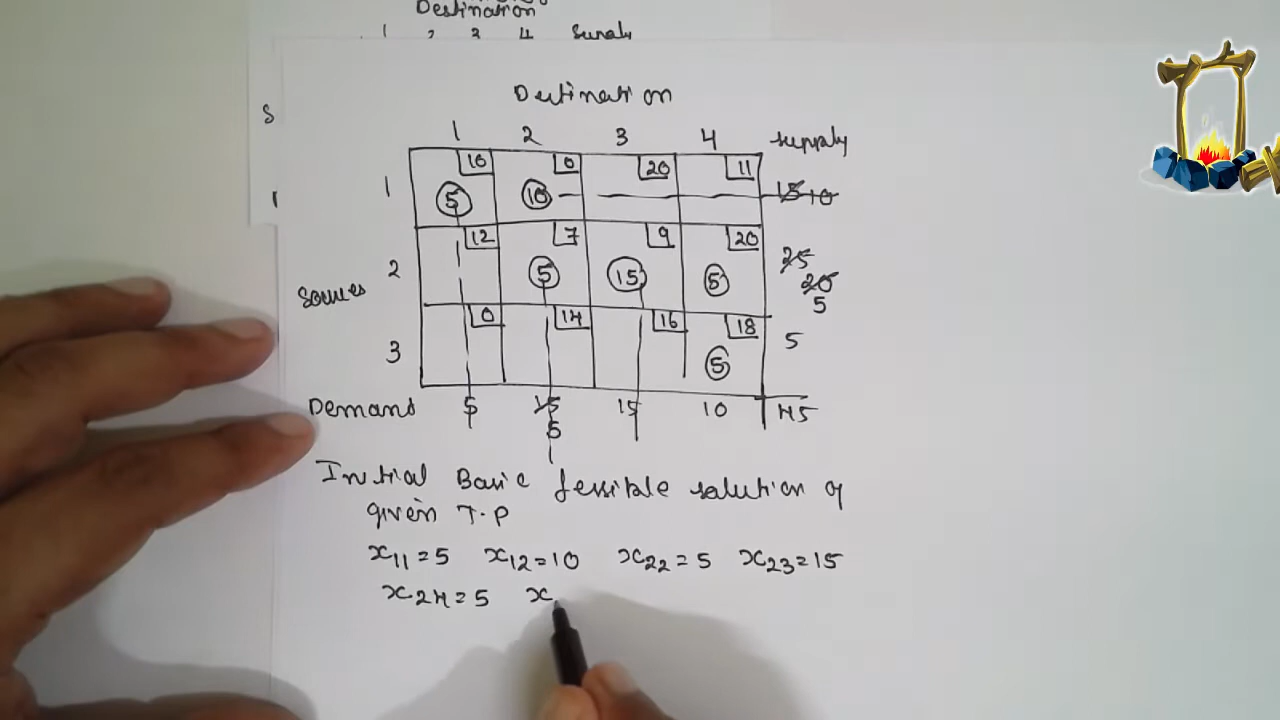 Destination
1 2 3 4 Supply
S
Destination
1 2 3 4 supply
1 10 5 0 10 20 11 15 10
2 12 7 5 9 15 20 5 25 20 5
Sources
3 0 14 16 18 5 5
Demand 5 15 5 15 10 45
Initial Basic fessible solution of
given T.P
x11 = 5 x12 = 10 x22 = 5 x23 = 15
x24 = 5 x